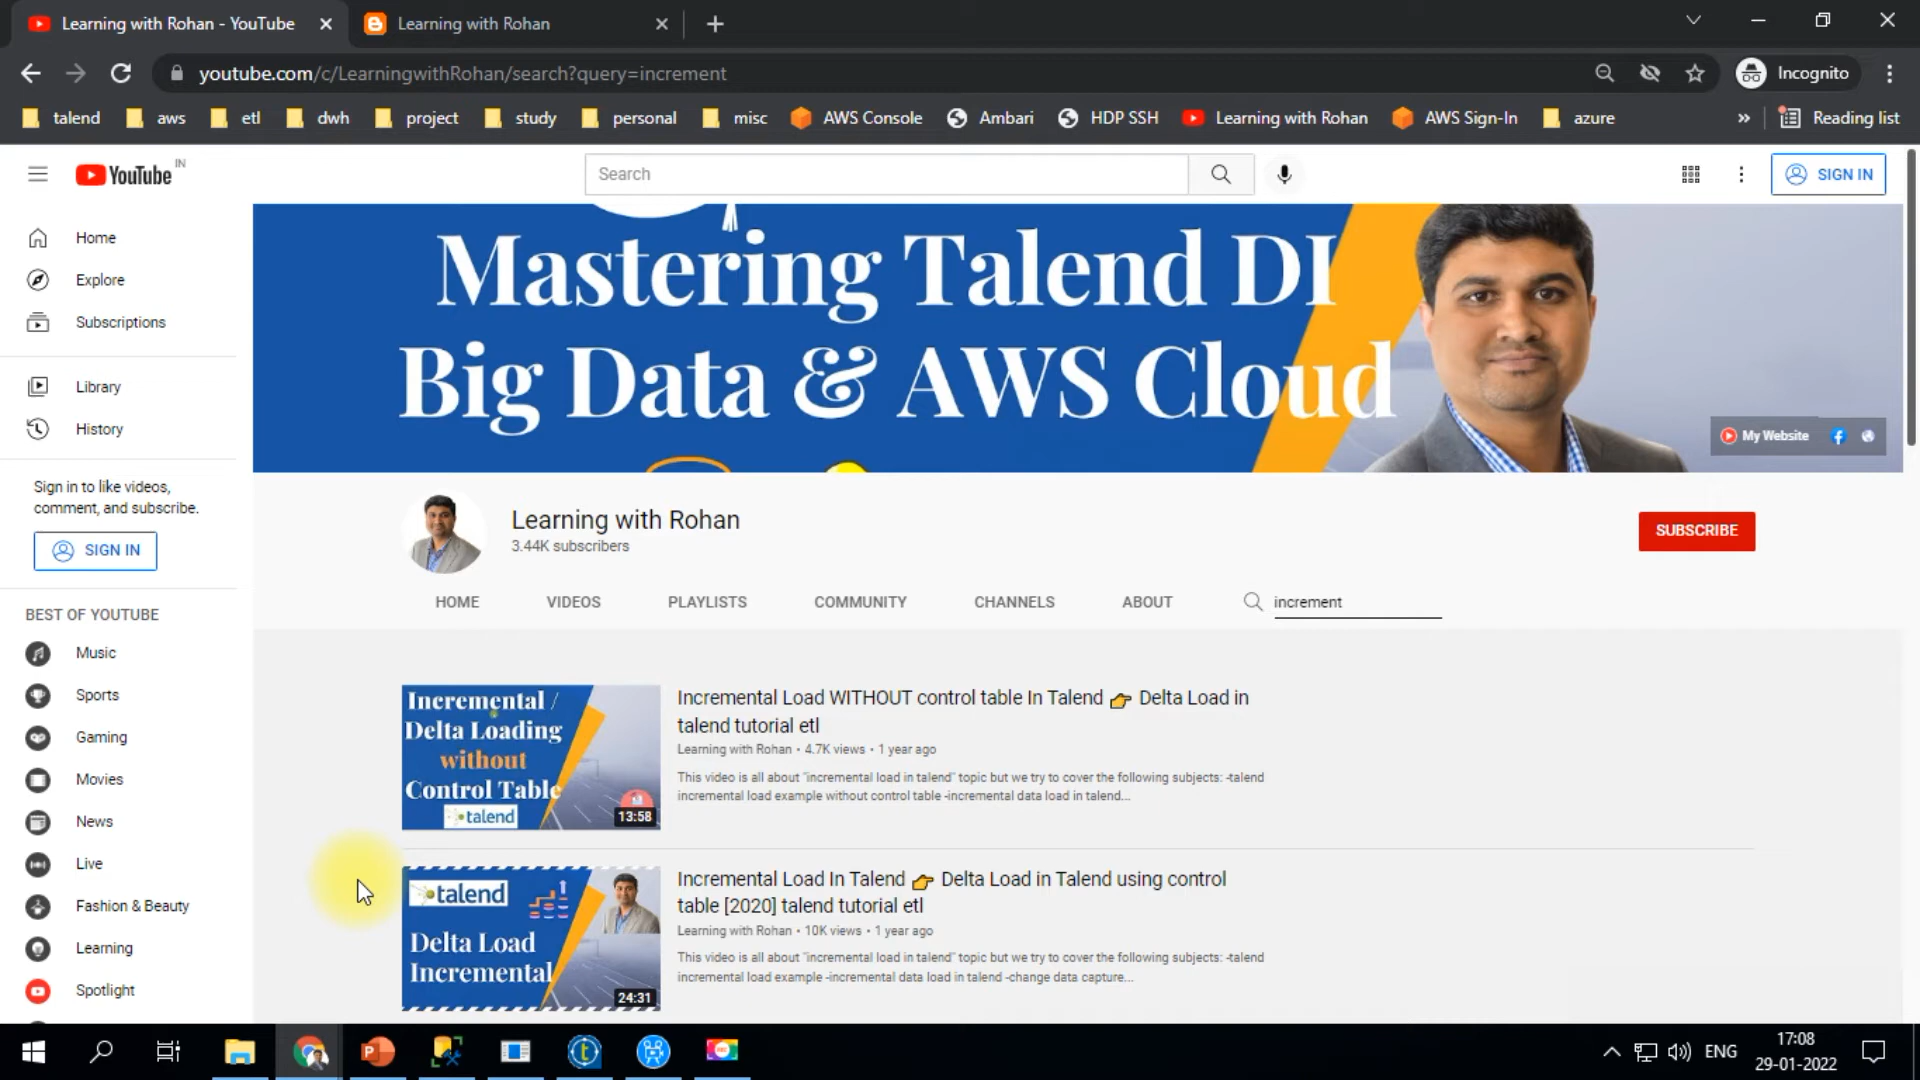 Learning with Rohan - YouTube
Learning with Rohan
youtube.com/c/LearningwithRohan/search?query=increment
Incognito
talend
aws
etl
dwh
project
study
personal
misc
AWS Console
Ambari
HDP SSH
Learning with Rohan
AWS Sign-In
azure
»
Reading list
YouTube IN
Search
SIGN IN
Home
Explore
Subscriptions
Library
History
Sign in to like videos,
comment, and subscribe.
SIGN IN
BEST OF YOUTUBE
Music
Sports
Gaming
Movies
News
Live
Fashion & Beauty
Learning
Spotlight
Mastering Talend DI
Big Data & AWS Cloud
My Website
Learning with Rohan
3.44K subscribers
SUBSCRIBE
HOME
VIDEOS
PLAYLISTS
COMMUNITY
CHANNELS
ABOUT
increment
Incremental /
Delta Loading
without
Control Table
talend
13:58
Incremental Load WITHOUT control table In Talend 👉 Delta Load in
talend tutorial etl
Learning with Rohan • 4.7K views • 1 year ago
This video is all about "incremental load in talend" topic but we try to cover the following subjects: -talend
incremental load example without control table -incremental data load in talend...
talend
Delta Load
Incremental
24:31
Incremental Load In Talend 👉 Delta Load in Talend using control
table [2020] talend tutorial etl
Learning with Rohan • 10K views • 1 year ago
This video is all about "incremental load in talend" topic but we try to cover the following subjects: -talend
incremental load example -incremental data load in talend -change data capture...
ENG
17:08
29-01-2022